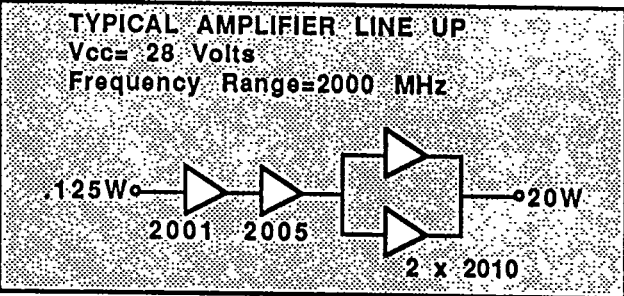 TYPICAL AMPLIFIER LINE UP
Vcc= 28 Volts
Frequency Range=2000 MHz
.125W
20W
2001 2005
2 x 2010